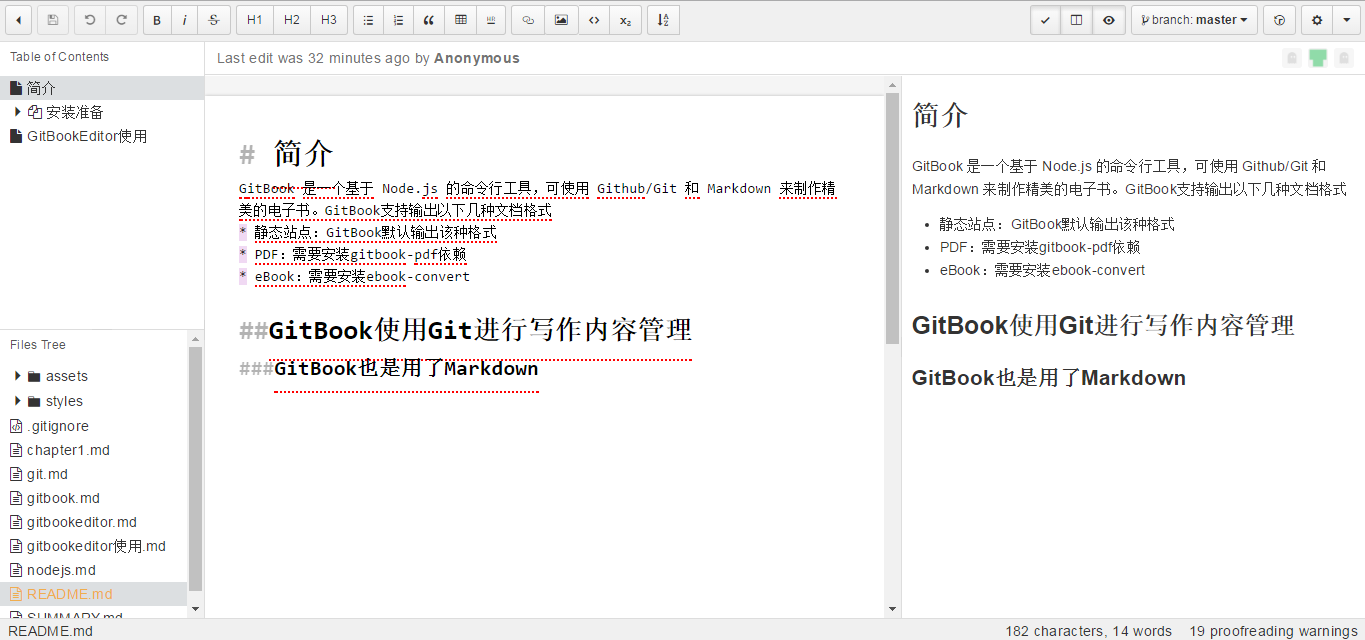 B i S H1 H2 H3 x₂ branch: master
Table of Contents
简介
安装准备
GitBookEditor使用
Last edit was 32 minutes ago by Anonymous
# 简介
GitBook 是一个基于 Node.js 的命令行工具，可使用 Github/Git 和 Markdown 来制作精
美的电子书。GitBook支持输出以下几种文档格式
* 静态站点：GitBook默认输出该种格式
* PDF：需要安装gitbook-pdf依赖
* eBook：需要安装ebook-convert
##GitBook使用Git进行写作内容管理
###GitBook也是用了Markdown
简介
GitBook 是一个基于 Node.js 的命令行工具，可使用 Github/Git 和
Markdown 来制作精美的电子书。GitBook支持输出以下几种文档格式
• 静态站点：GitBook默认输出该种格式
• PDF：需要安装gitbook-pdf依赖
• eBook：需要安装ebook-convert
GitBook使用Git进行写作内容管理
GitBook也是用了Markdown
Files Tree
assets
styles
.gitignore
chapter1.md
git.md
gitbook.md
gitbookeditor.md
gitbookeditor使用.md
nodejs.md
README.md
SUMMARY.md
README.md
182 characters, 14 words 19 proofreading warnings